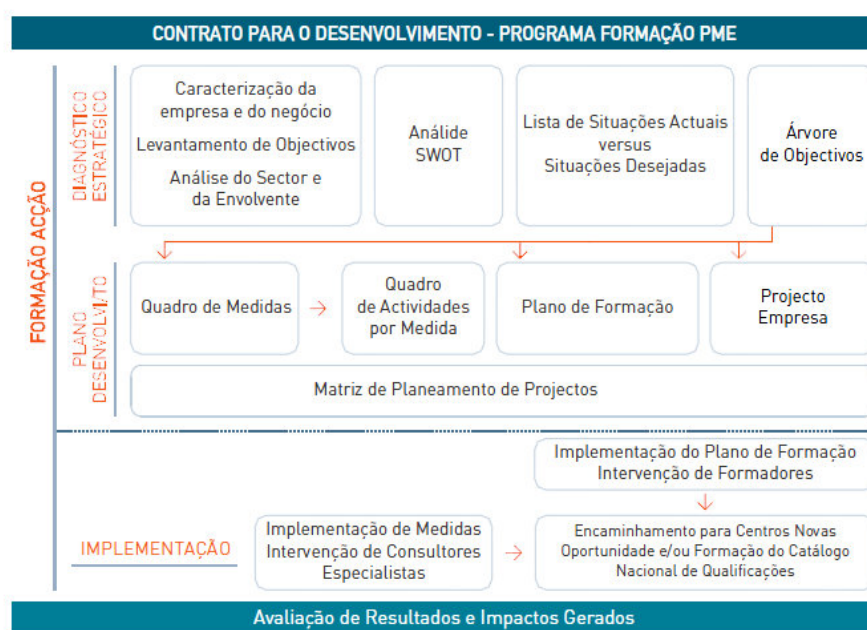 CONTRATO PARA O DESENVOLVIMENTO - PROGRAMA FORMAÇÃO PME
FORMAÇÃO ACÇÃO
DIAGNÓSTICO
ESTRATÉGICO
Caracterização da
empresa e do negócio
Levantamento de Objectivos
Análise do Sector e
da Envolvente
Análide
SWOT
Lista de Situações Actuais
versus
Situações Desejadas
Árvore
de Objectivos
PLANO
DESENVOLVI/TO
Quadro de Medidas
Quadro
de Actividades
por Medida
Plano de Formação
Projecto
Empresa
Matriz de Planeamento de Projectos
Implementação do Plano de Formação
Intervenção de Formadores
IMPLEMENTAÇÃO
Implementação de Medidas
Intervenção de Consultores
Especialistas
Encaminhamento para Centros Novas
Oportunidade e/ou Formação do Catálogo
Nacional de Qualificações
Avaliação de Resultados e Impactos Gerados